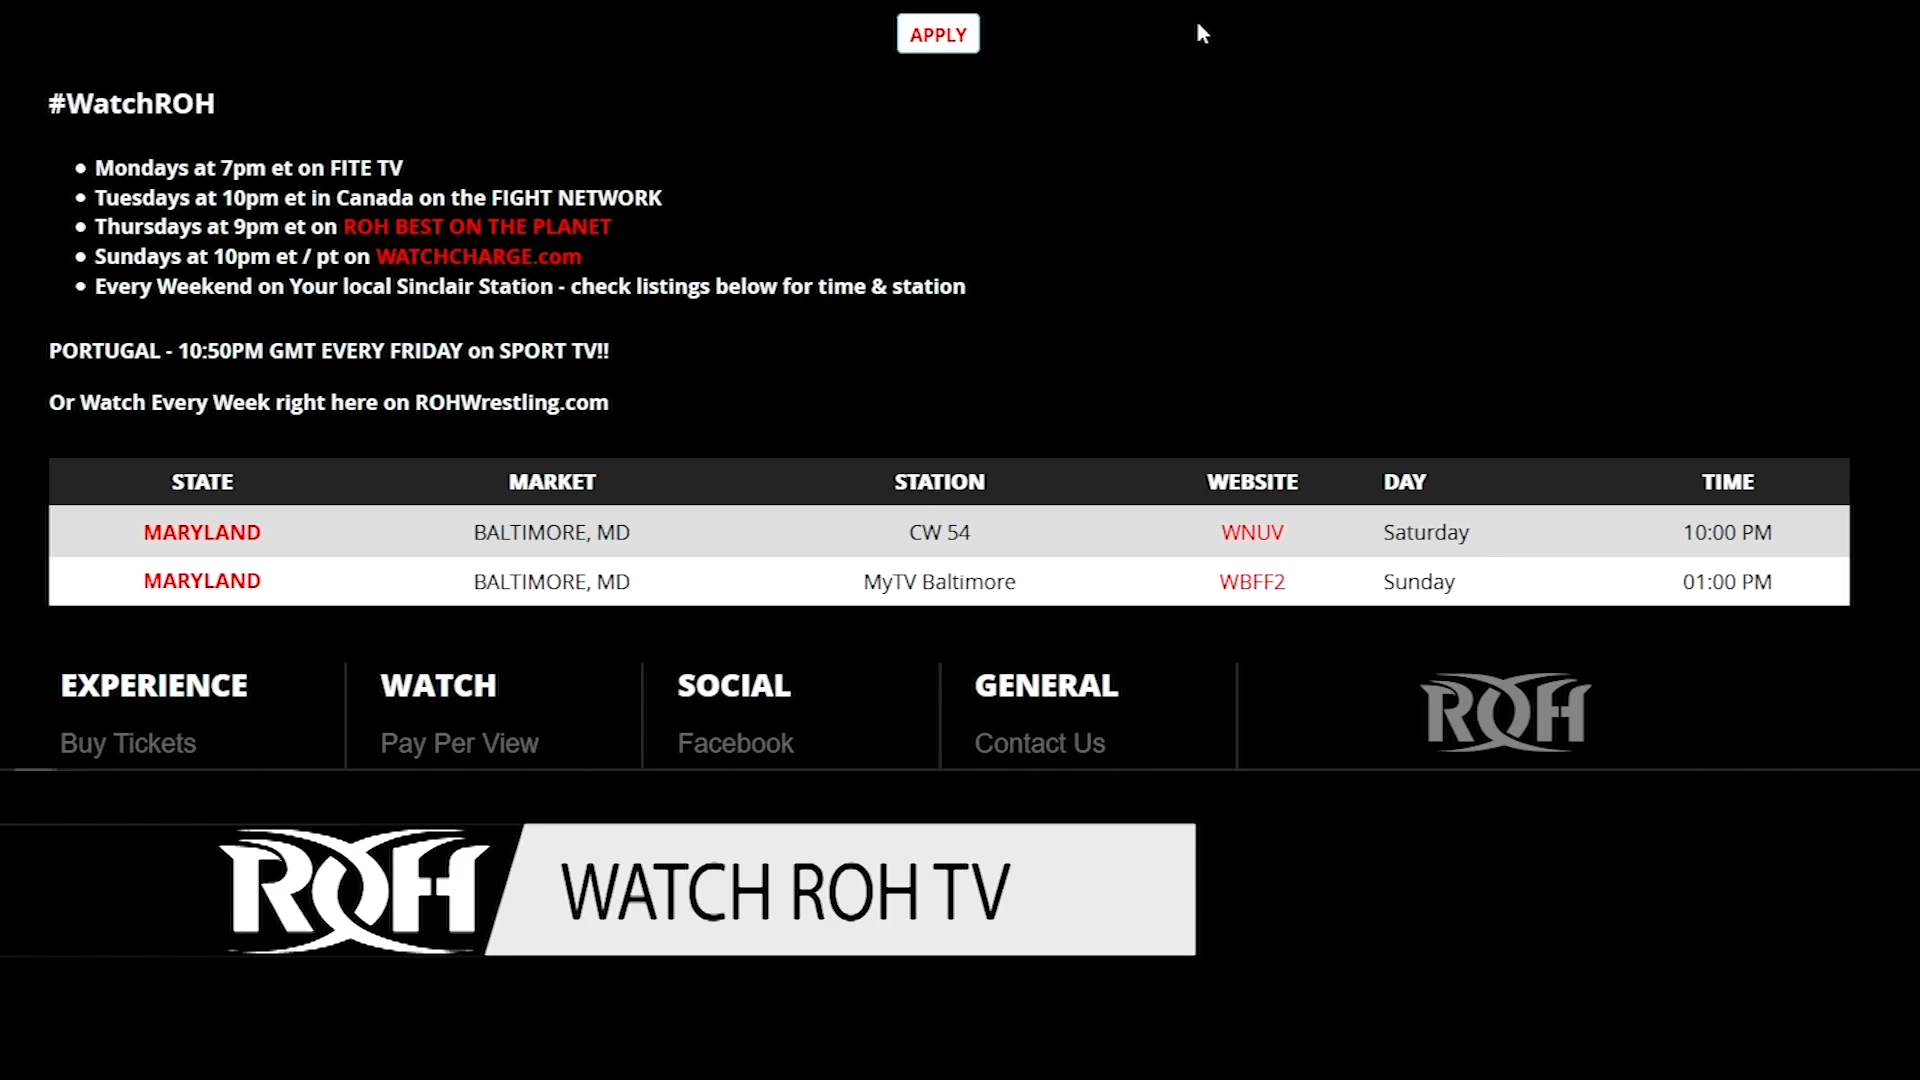 APPLY
#WatchROH
Mondays at 7pm et on FITE TV
Tuesdays at 10pm et in Canada on the FIGHT NETWORK
Thursdays at 9pm et on ROH BEST ON THE PLANET
Sundays at 10pm et / pt on WATCHCHARGE.com
Every Weekend on Your local Sinclair Station - check listings below for time & station
PORTUGAL - 10:50PM GMT EVERY FRIDAY on SPORT TV!!
Or Watch Every Week right here on ROHWrestling.com
STATE MARKET STATION WEBSITE DAY TIME
MARYLAND BALTIMORE, MD CW 54 WNUV Saturday 10:00 PM
MARYLAND BALTIMORE, MD MyTV Baltimore WBFF2 Sunday 01:00 PM
EXPERIENCE WATCH SOCIAL GENERAL ROH
Buy Tickets Pay Per View Facebook Contact Us
ROH WATCH ROH TV